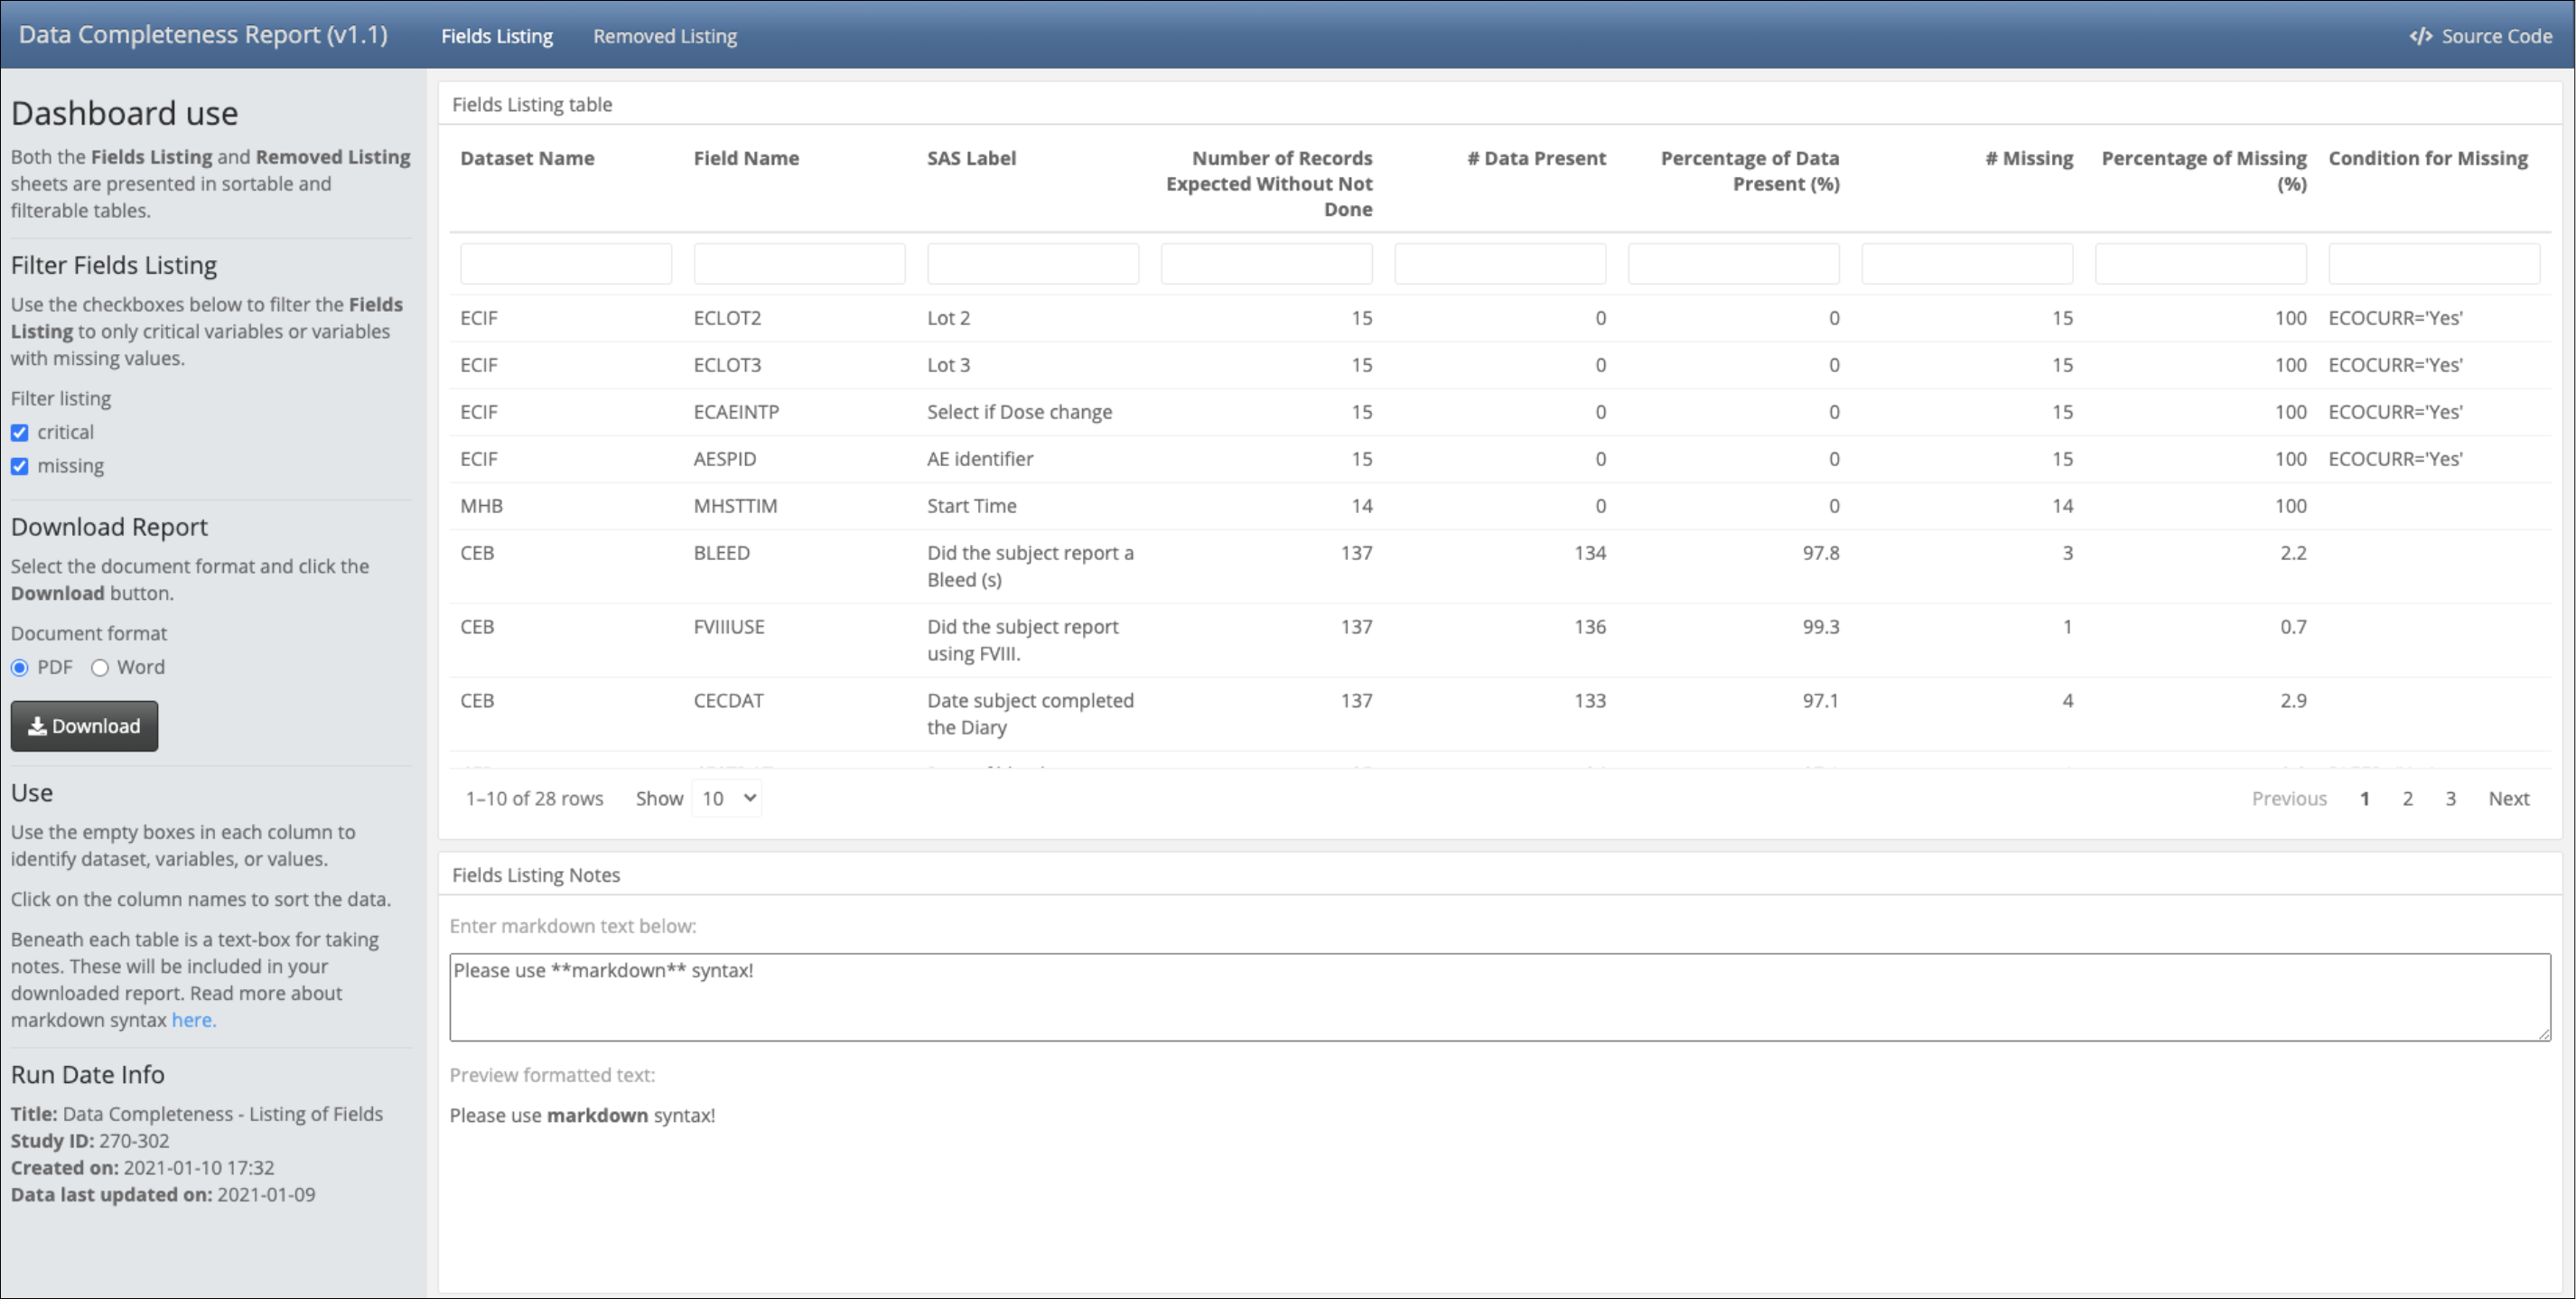 Data Completeness Report (v1.1) Fields Listing Removed Listing </> Source Code
Dashboard use
Both the Fields Listing and Removed Listing
sheets are presented in sortable and
filterable tables.
Filter Fields Listing
Use the checkboxes below to filter the Fields
Listing to only critical variables or variables
with missing values.
Filter listing
critical
missing
Download Report
Select the document format and click the
Download button.
Document format
PDF Word
Download
Use
Use the empty boxes in each column to
identify dataset, variables, or values.
Click on the column names to sort the data.
Beneath each table is a text-box for taking
notes. These will be included in your
downloaded report. Read more about
markdown syntax here.
Run Date Info
Title: Data Completeness - Listing of Fields
Study ID: 270-302
Created on: 2021-01-10 17:32
Data last updated on: 2021-01-09
Fields Listing table
Dataset Name Field Name SAS Label Number of Records # Data Present Percentage of Data # Missing Percentage of Missing Condition for Missing
Expected Without Not Present (%) (%)
Done
ECIF ECLOT2 Lot 2 15 0 0 15 100 ECOCURR='Yes'
ECIF ECLOT3 Lot 3 15 0 0 15 100 ECOCURR='Yes'
ECIF ECAEINTP Select if Dose change 15 0 0 15 100 ECOCURR='Yes'
ECIF AESPID AE identifier 15 0 0 15 100 ECOCURR='Yes'
MHB MHSTTIM Start Time 14 0 0 14 100
CEB BLEED Did the subject report a 137 134 97.8 3 2.2
Bleed (s)
CEB FVIIIUSE Did the subject report 137 136 99.3 1 0.7
using FVIII.
CEB CECDAT Date subject completed 137 133 97.1 4 2.9
the Diary
1–10 of 28 rows Show 10 Previous 1 2 3 Next
Fields Listing Notes
Enter markdown text below:
Please use **markdown** syntax!
Preview formatted text:
Please use markdown syntax!